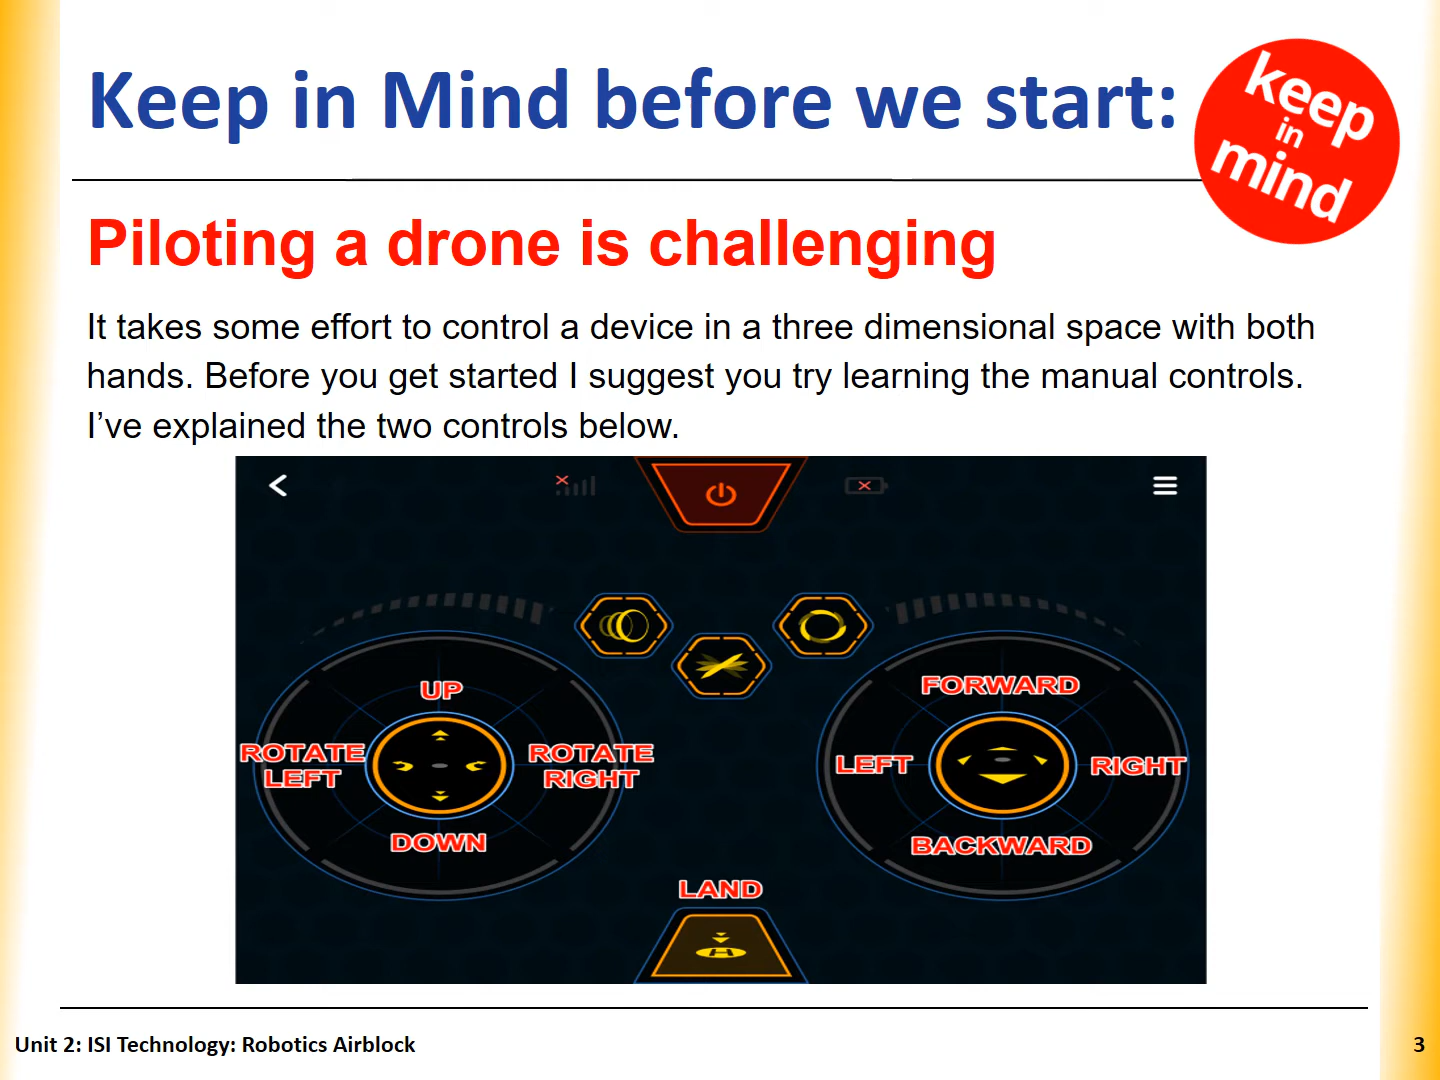 Keep in Mind before we start:
keep
in
mind
Piloting a drone is challenging
It takes some effort to control a device in a three dimensional space with both
hands. Before you get started I suggest you try learning the manual controls.
I’ve explained the two controls below.
UP
ROTATE
LEFT
ROTATE
RIGHT
DOWN
FORWARD
LEFT
RIGHT
BACKWARD
LAND
H
Unit 2: ISI Technology: Robotics Airblock
3